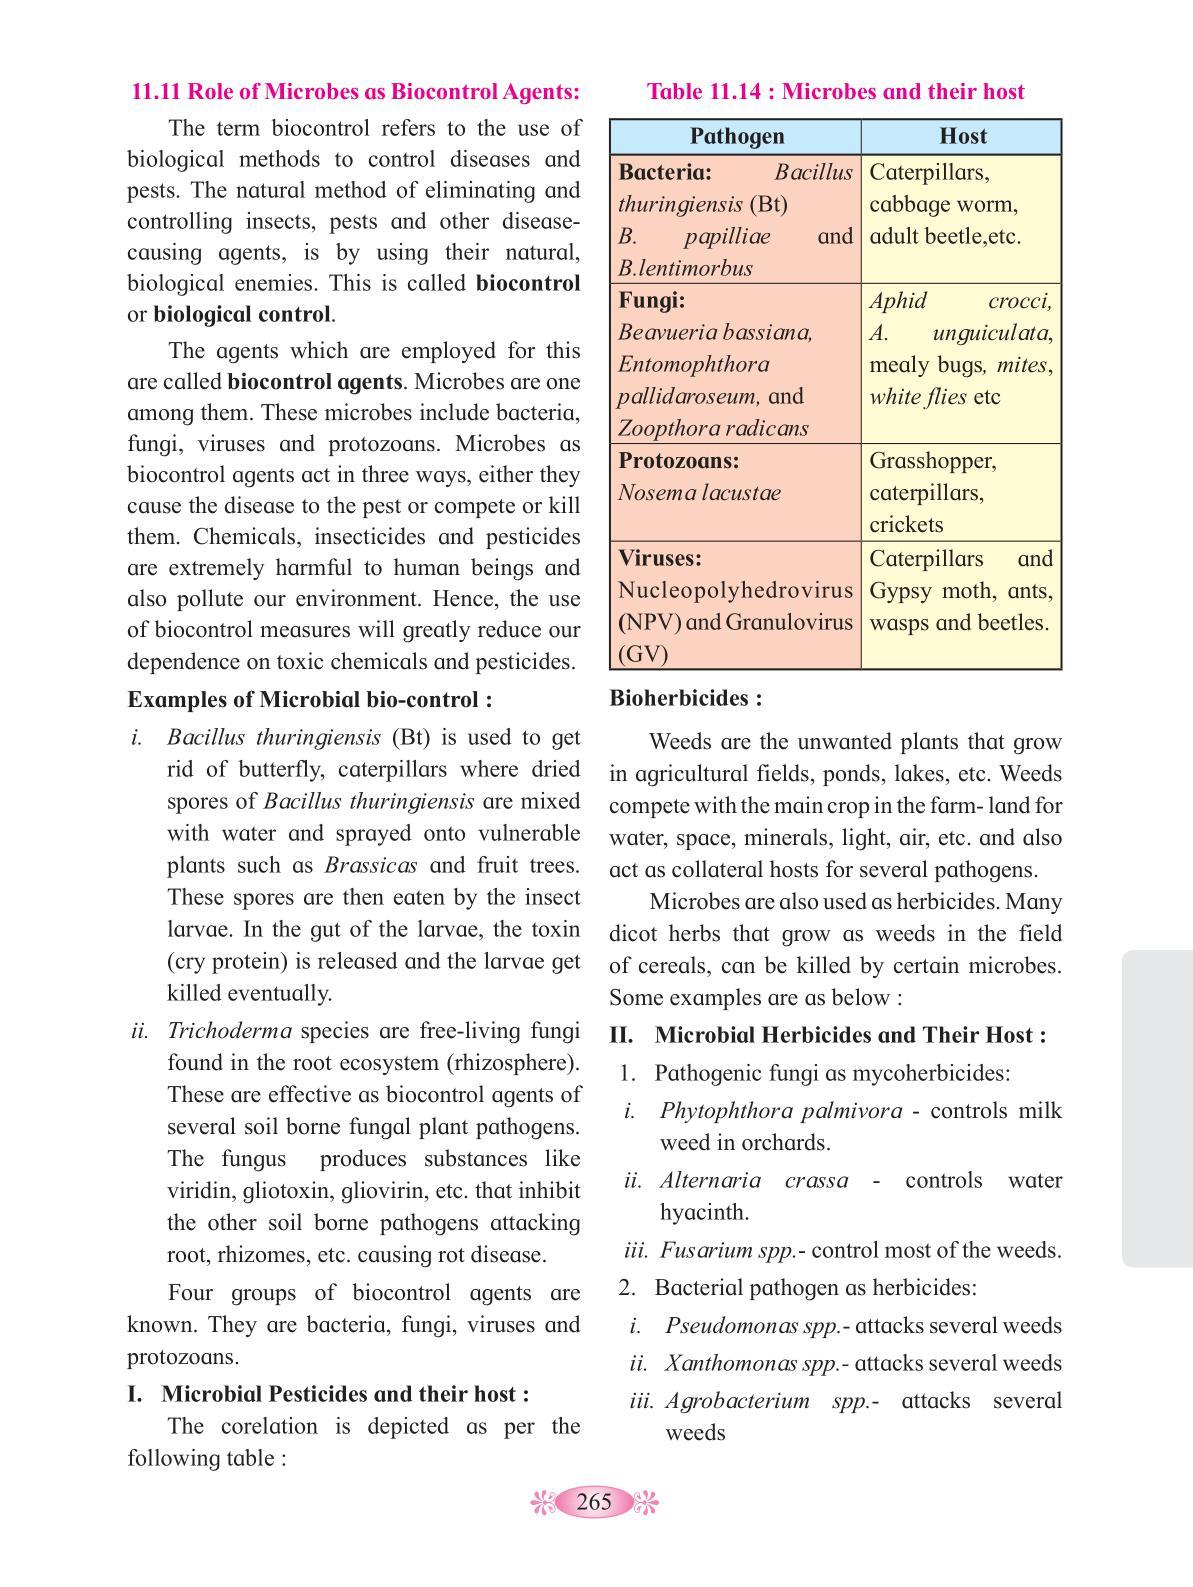 11.11 Role of Microbes as Biocontrol Agents:
The term biocontrol refers to the use of
biological methods to control diseases and
pests. The natural method of eliminating and
controlling insects, pests and other disease-
causing agents, is by using their natural,
biological enemies. This is called biocontrol
or biological control.
The agents which are employed for this
are called biocontrol agents. Microbes are one
among them. These microbes include bacteria,
fungi, viruses and protozoans. Microbes as
biocontrol agents act in three ways, either they
cause the disease to the pest or compete or kill
them. Chemicals, insecticides and pesticides
are extremely harmful to human beings and
also pollute our environment. Hence, the use
of biocontrol measures will greatly reduce our
dependence on toxic chemicals and pesticides.
Examples of Microbial bio-control :
i. Bacillus thuringiensis (Bt) is used to get
rid of butterfly, caterpillars where dried
spores of Bacillus thuringiensis are mixed
with water and sprayed onto vulnerable
plants such as Brassicas and fruit trees.
These spores are then eaten by the insect
larvae. In the gut of the larvae, the toxin
(cry protein) is released and the larvae get
killed eventually.
ii. Trichoderma species are free-living fungi
found in the root ecosystem (rhizosphere).
These are effective as biocontrol agents of
several soil borne fungal plant pathogens.
The fungus produces substances like
viridin, gliotoxin, gliovirin, etc. that inhibit
the other soil borne pathogens attacking
root, rhizomes, etc. causing rot disease.
Four groups of biocontrol agents are
known. They are bacteria, fungi, viruses and
protozoans.
I. Microbial Pesticides and their host :
The corelation is depicted as per the
following table :
Table 11.14 : Microbes and their host
Pathogen Host
Bacteria: Bacillus
thuringiensis (Bt)
B. papilliae and
B.lentimorbus
Caterpillars,
cabbage worm,
adult beetle,etc.
Fungi:
Beavueria bassiana,
Entomophthora
pallidaroseum, and
Zoopthora radicans
Aphid crocci,
A. unguiculata,
mealy bugs, mites,
white flies etc
Protozoans:
Nosema lacustae
Grasshopper,
caterpillars,
crickets
Viruses:
Nucleopolyhedrovirus
(NPV) and Granulovirus
(GV)
Caterpillars and
Gypsy moth, ants,
wasps and beetles.
Bioherbicides :
Weeds are the unwanted plants that grow
in agricultural fields, ponds, lakes, etc. Weeds
compete with the main crop in the farm- land for
water, space, minerals, light, air, etc. and also
act as collateral hosts for several pathogens.
Microbes are also used as herbicides. Many
dicot herbs that grow as weeds in the field
of cereals, can be killed by certain microbes.
Some examples are as below :
II. Microbial Herbicides and Their Host :
1. Pathogenic fungi as mycoherbicides:
i. Phytophthora palmivora - controls milk
weed in orchards.
ii. Alternaria crassa - controls water
hyacinth.
iii. Fusarium spp.- control most of the weeds.
2. Bacterial pathogen as herbicides:
i. Pseudomonas spp.- attacks several weeds
ii. Xanthomonas spp.- attacks several weeds
iii. Agrobacterium spp.- attacks several
weeds
265